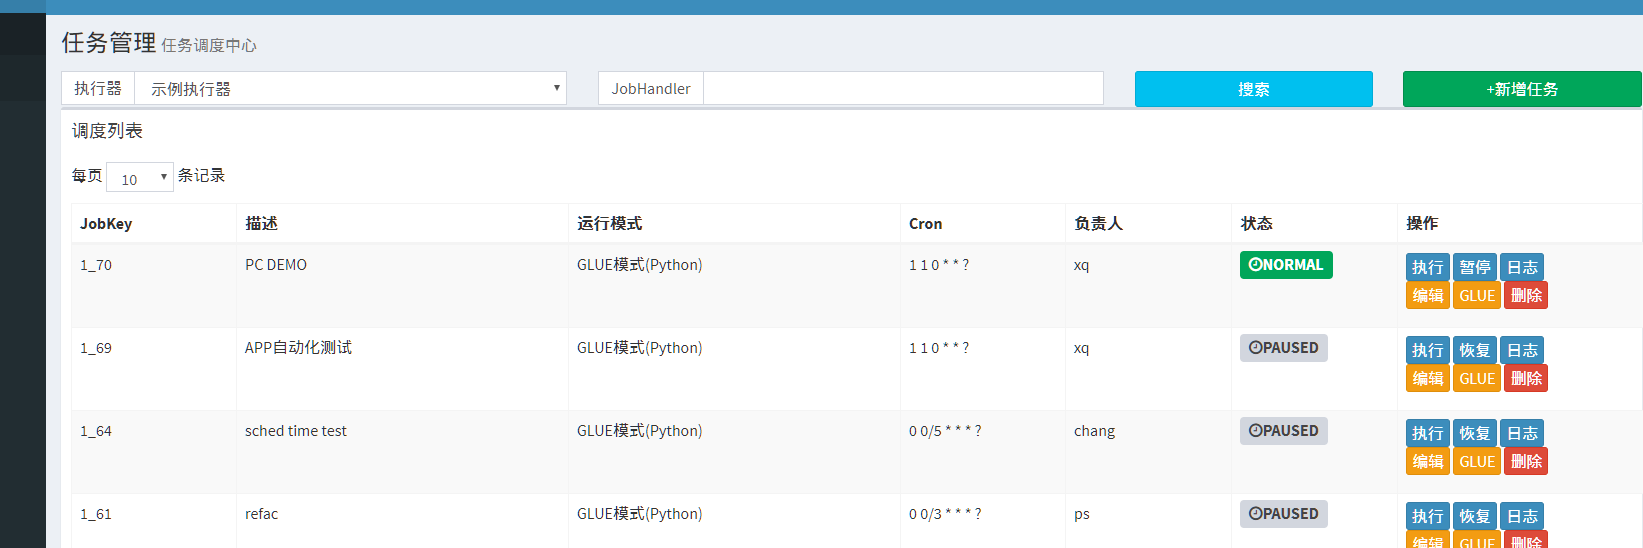 任务管理 任务调度中心
执行器 示例执行器 JobHandler 搜索 +新增任务
调度列表
每页 10 条记录
JobKey 描述 运行模式 Cron 负责人 状态 操作
1_70 PC DEMO GLUE模式(Python) 1 1 0 * * ? xq NORMAL 执行 暂停 日志
编辑 GLUE 删除
1_69 APP自动化测试 GLUE模式(Python) 1 1 0 * * ? xq PAUSED 执行 恢复 日志
编辑 GLUE 删除
1_64 sched time test GLUE模式(Python) 0 0/5 * * * ? chang PAUSED 执行 恢复 日志
编辑 GLUE 删除
1_61 refac GLUE模式(Python) 0 0/3 * * * ? ps PAUSED 执行 恢复 日志
编辑 GLUE 删除